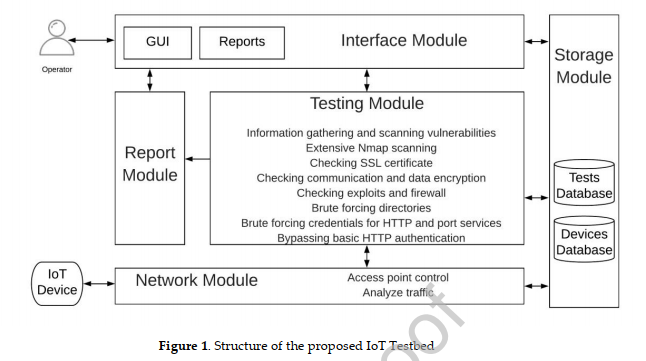 Operator
GUI
Reports
Interface Module
Storage
Module
Report
Module
Testing Module
Information gathering and scanning vulnerabilities
Extensive Nmap scanning
Checking SSL certificate
Checking communication and data encryption
Checking exploits and firewall
Brute forcing directories
Brute forcing credentials for HTTP and port services
Bypassing basic HTTP authentication
Tests
Database
Devices
Database
IoT
Device
Network Module
Access point control
Analyze traffic
Figure 1. Structure of the proposed IoT Testbed
oof